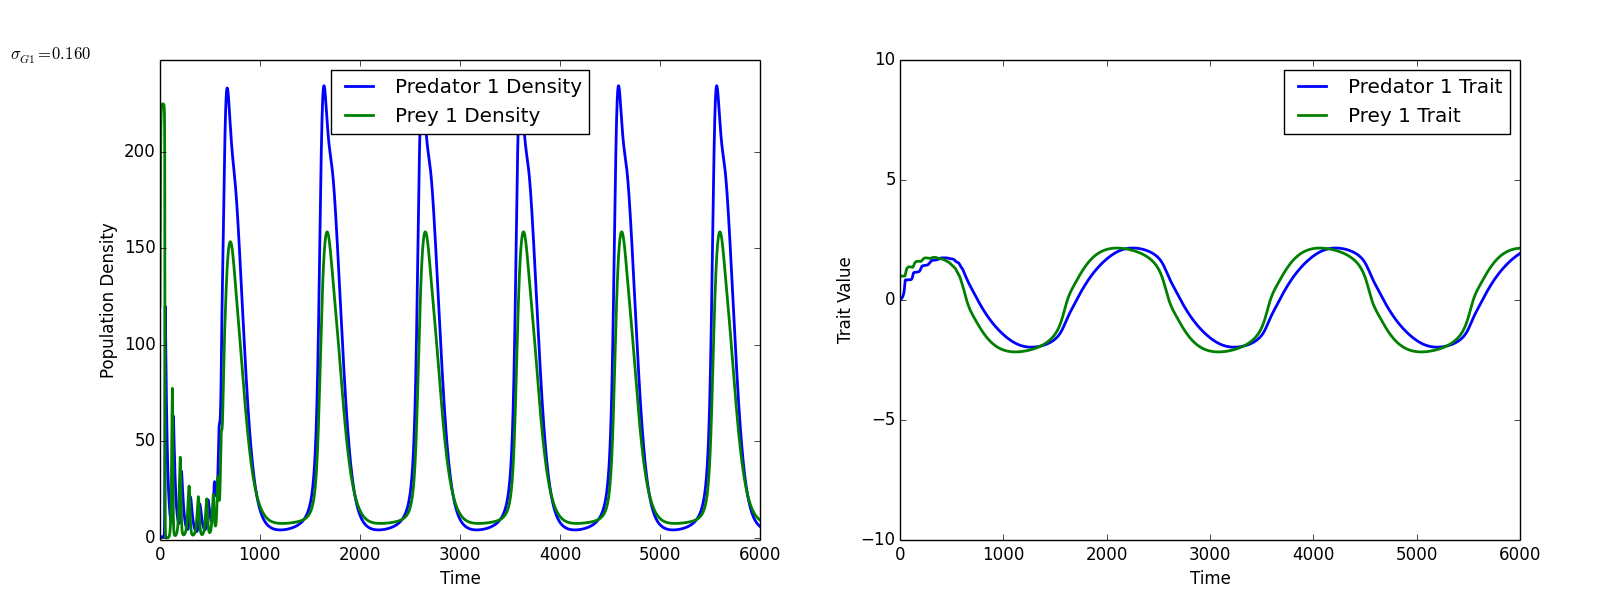 σG1=0.160
Predator 1 Density
Prey 1 Density
200
150
100
50
0
Population Density
0 1000 2000 3000 4000 5000 6000
Time
Predator 1 Trait
Prey 1 Trait
10
5
0
−5
−10
Trait Value
0 1000 2000 3000 4000 5000 6000
Time